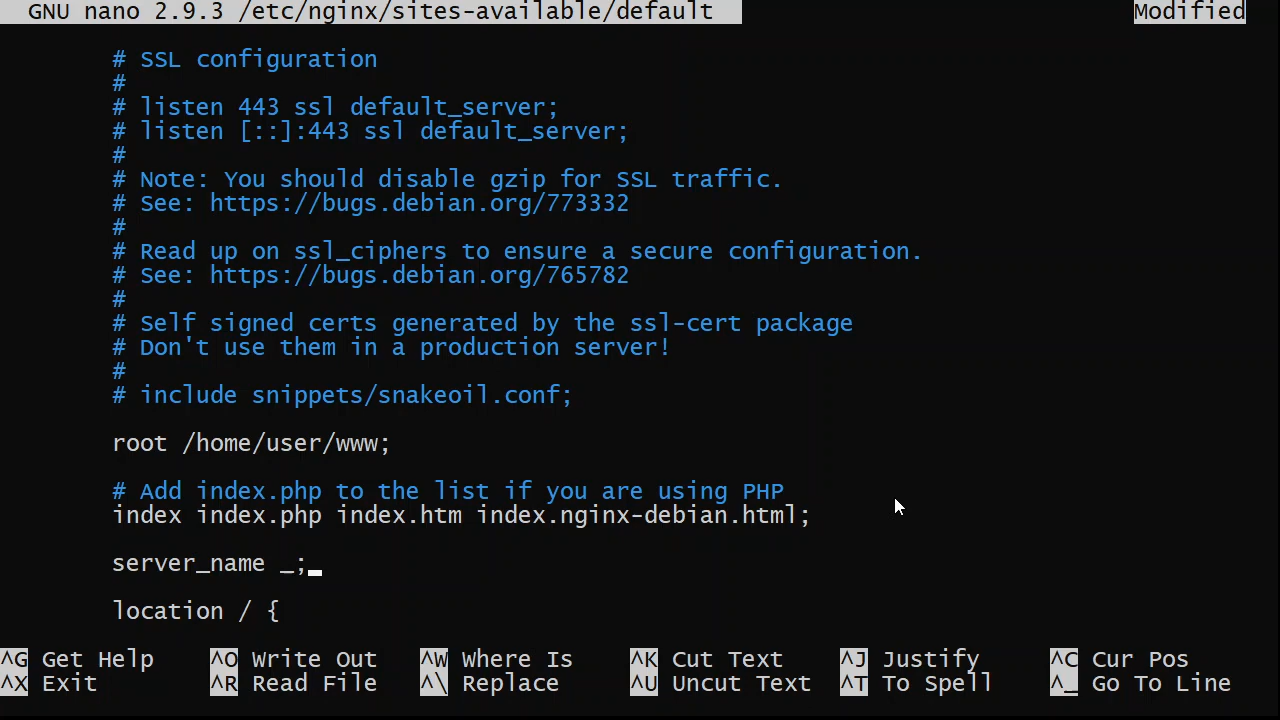 GNU nano 2.9.3 /etc/nginx/sites-available/default Modified
# SSL configuration
#
# listen 443 ssl default_server;
# listen [::]:443 ssl default_server;
#
# Note: You should disable gzip for SSL traffic.
# See: https://bugs.debian.org/773332
#
# Read up on ssl_ciphers to ensure a secure configuration.
# See: https://bugs.debian.org/765782
#
# Self signed certs generated by the ssl-cert package
# Don't use them in a production server!
#
# include snippets/snakeoil.conf;
root /home/user/www;
# Add index.php to the list if you are using PHP
index index.php index.htm index.nginx-debian.html;
server_name _;
location / {
^G Get Help ^O Write Out ^W Where Is ^K Cut Text ^J Justify ^C Cur Pos
^X Exit ^R Read File ^\ Replace ^U Uncut Text ^T To Spell ^_ Go To Line